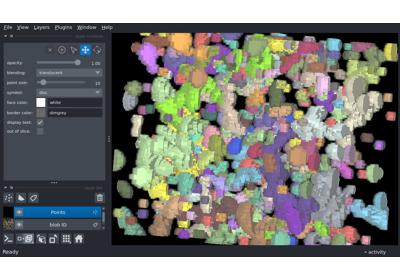 File View Layers Plugins Window Help
opacity: 1.00
blending: translucent
point size: 10
symbol: disc
face color: white
border color: dimgrey
display text: ✓
out of slice:
Points
blob ID
Ready
activity